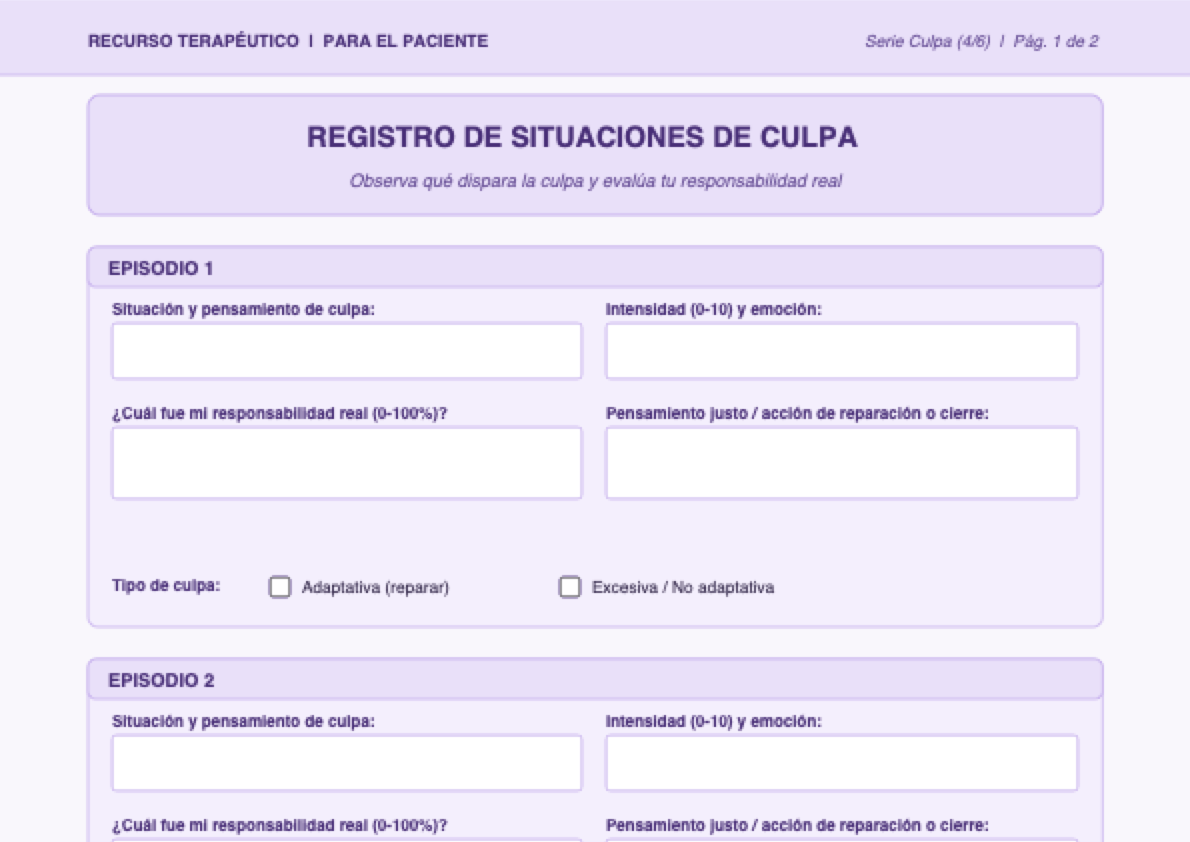 RECURSO TERAPÉUTICO | PARA EL PACIENTE
Serie Culpa (4/6) | Pág. 1 de 2
REGISTRO DE SITUACIONES DE CULPA
Observa qué dispara la culpa y evalúa tu responsabilidad real
EPISODIO 1
Situación y pensamiento de culpa:
Intensidad (0-10) y emoción:
¿Cuál fue mi responsabilidad real (0-100%)?
Pensamiento justo / acción de reparación o cierre:
Tipo de culpa:
Adaptativa (reparar)
Excesiva / No adaptativa
EPISODIO 2
Situación y pensamiento de culpa:
Intensidad (0-10) y emoción:
¿Cuál fue mi responsabilidad real (0-100%)?
Pensamiento justo / acción de reparación o cierre: